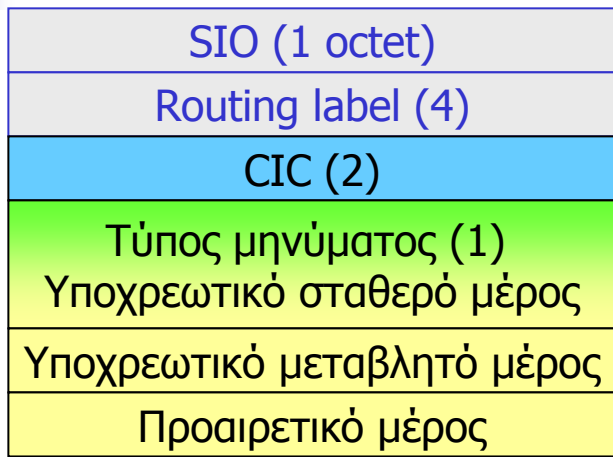 SIO (1 octet)
Routing label (4)
CIC (2)
Τύπος μηνύματος (1)
Υποχρεωτικό σταθερό μέρος
Υποχρεωτικό μεταβλητό μέρος
Προαιρετικό μέρος